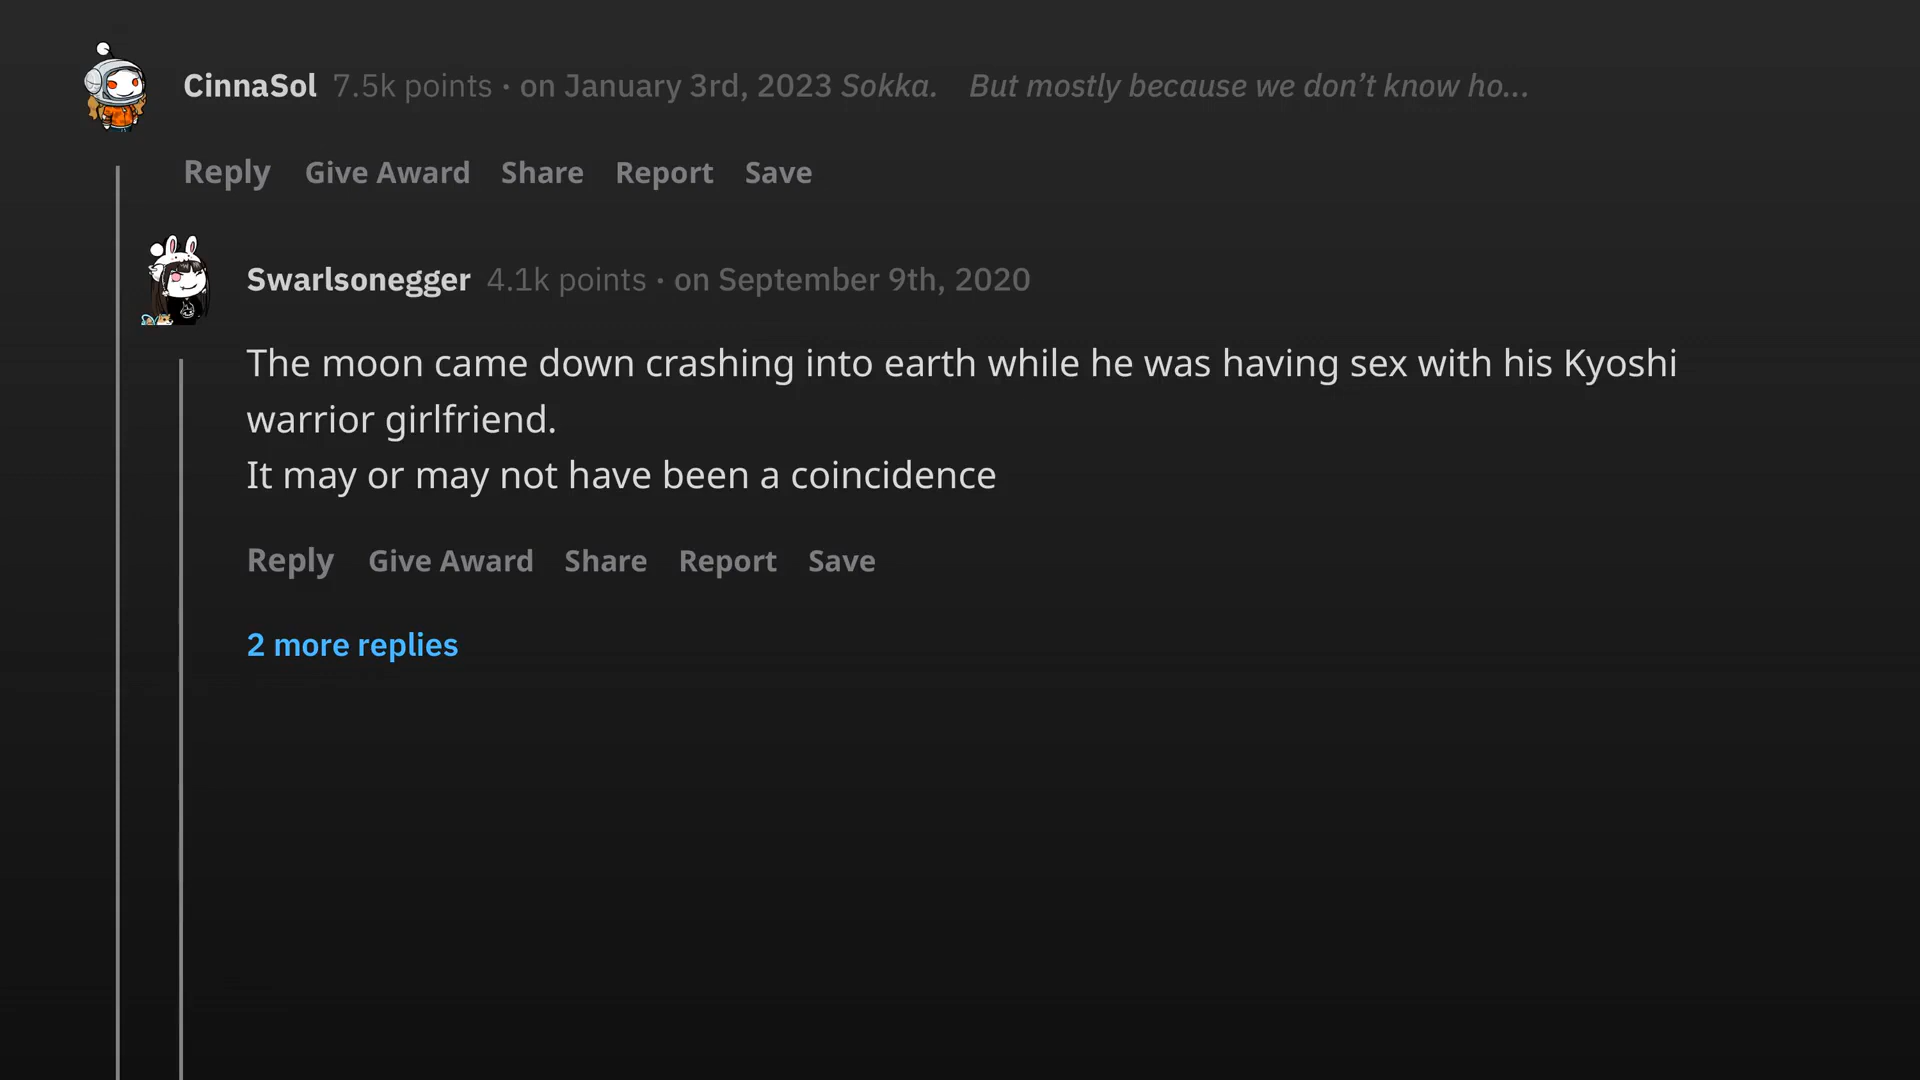 CinnaSol 7.5k points · on January 3rd, 2023 Sokka. But mostly because we don’t know ho...
Reply Give Award Share Report Save
Swarlsonegger 4.1k points · on September 9th, 2020
The moon came down crashing into earth while he was having sex with his Kyoshi
warrior girlfriend.
It may or may not have been a coincidence
Reply Give Award Share Report Save
2 more replies